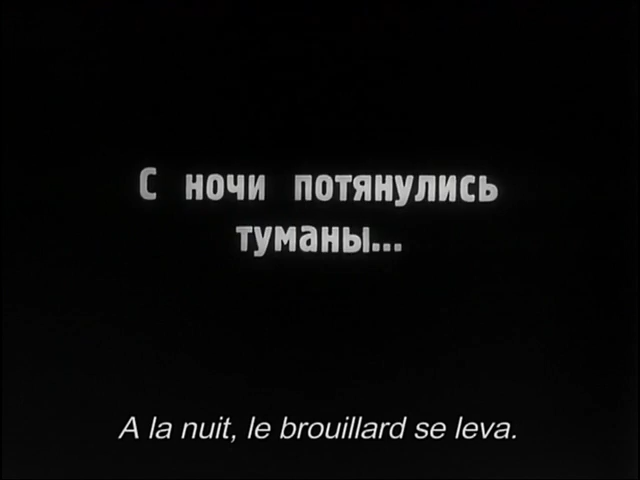 С ночи потянулись
туманы...
A la nuit, le brouillard se leva.